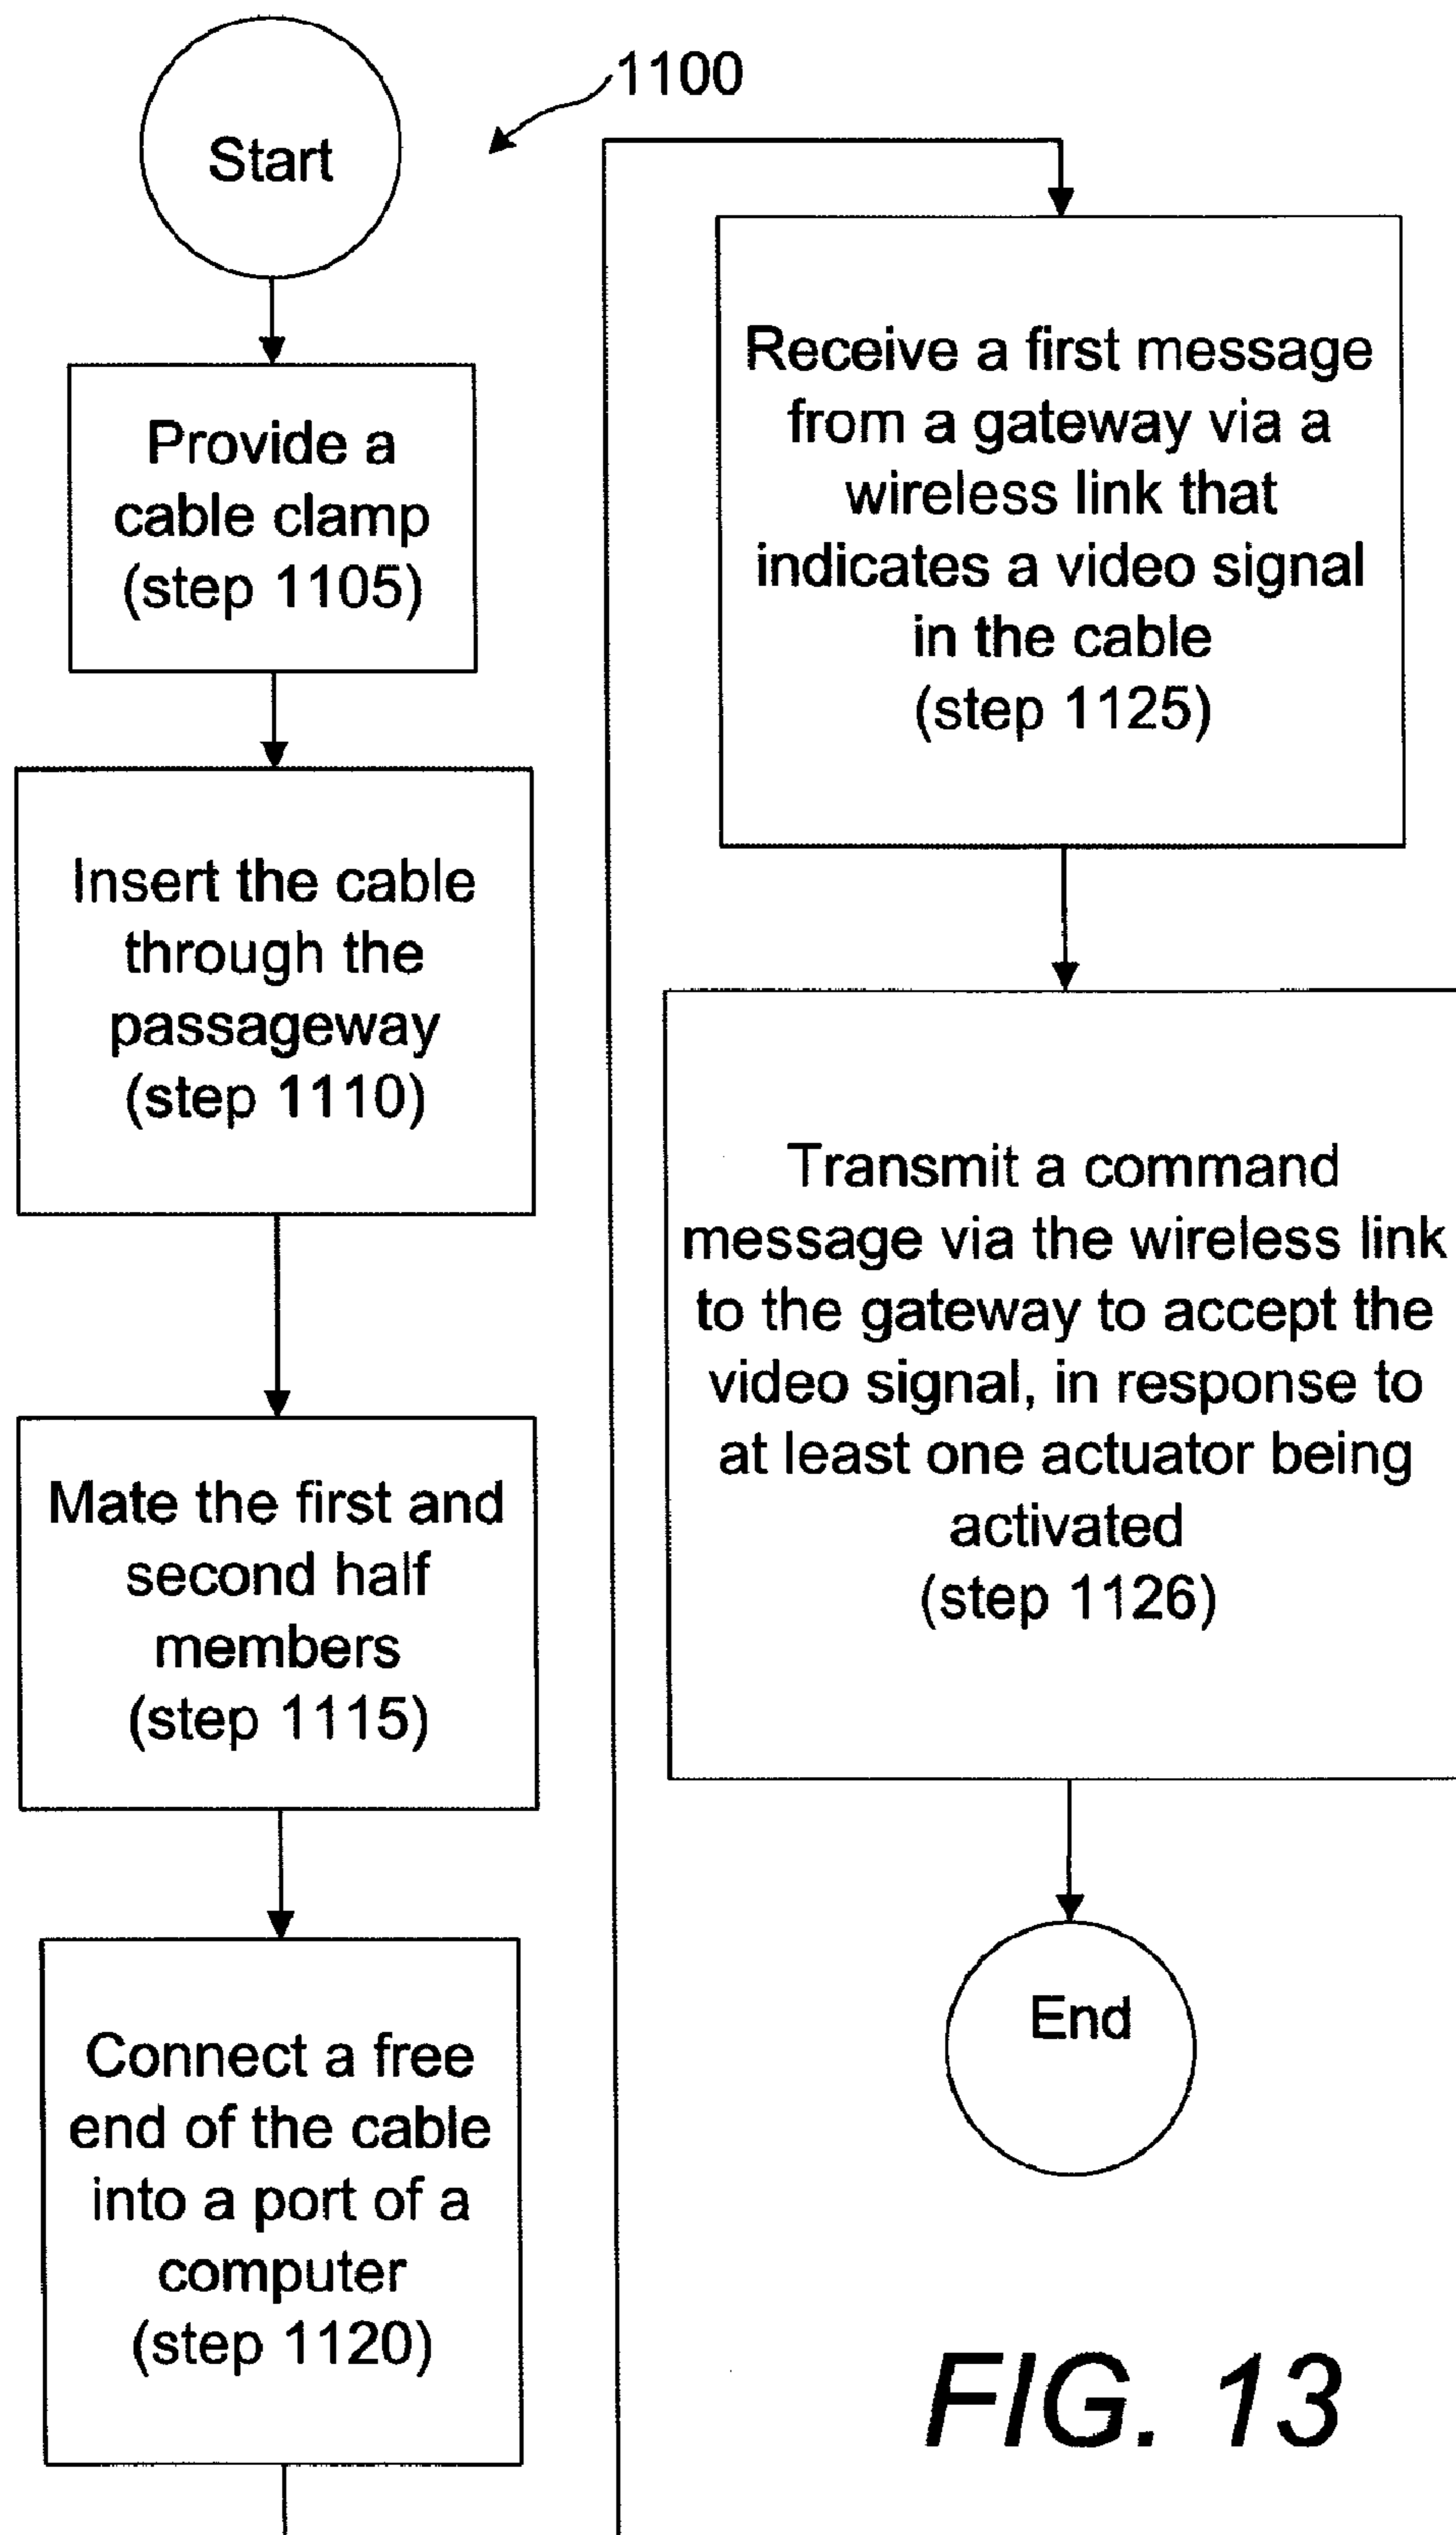 Start
1100
Provide a
cable clamp
(step 1105)
Insert the cable
through the
passageway
(step 1110)
Mate the first and
second half
members
(step 1115)
Connect a free
end of the cable
into a port of a
computer
(step 1120)
Receive a first message
from a gateway via a
wireless link that
indicates a video signal
in the cable
(step 1125)
Transmit a command
message via the wireless link
to the gateway to accept the
video signal, in response to
at least one actuator being
activated
(step 1126)
End
FIG. 13